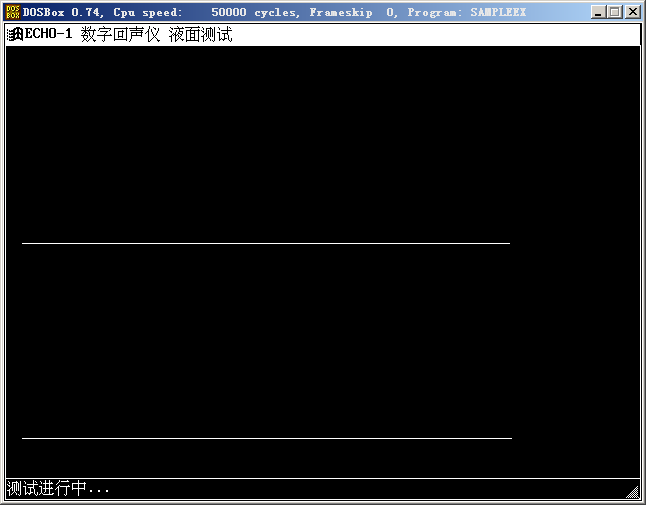 DOSBox 0.74, Cpu speed: 50000 cycles, Frameskip 0, Program: SAMPLEEX
ECHO-1 数字回声仪 液面测试
测试进行中...